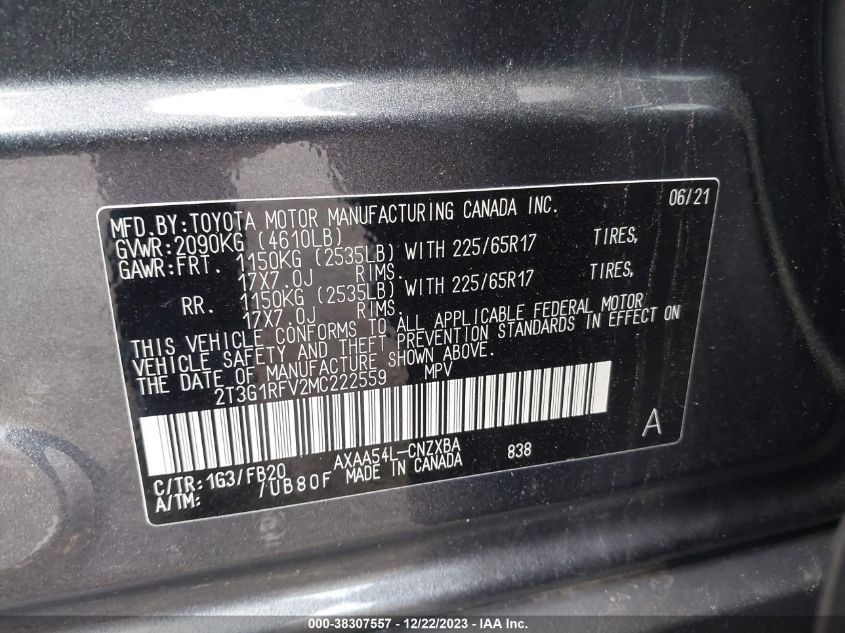 MFD.BY:TOYOTA MOTOR MANUFACTURING CANADA INC. 06/21
GVWR:2090KG (4610LB)
GAWR:FRT. 1150KG (2535LB) WITH 225/65R17 TIRES,
17X7.0J RIMS.
RR. 1150KG (2535LB) WITH 225/65R17 TIRES,
17X7.0J RIMS.
THIS VEHICLE CONFORMS TO ALL APPLICABLE FEDERAL MOTOR
VEHICLE SAFETY AND THEFT PREVENTION STANDARDS IN EFFECT ON
THE DATE OF MANUFACTURE SHOWN ABOVE.
2T3G1RFV2MC222559 MPV
A
C/TR:1G3/FB20 AXAA54L-CNZXBA 838
A/TM: /UB80F MADE IN CANADA
000-38307557 - 12/22/2023 - IAA Inc.